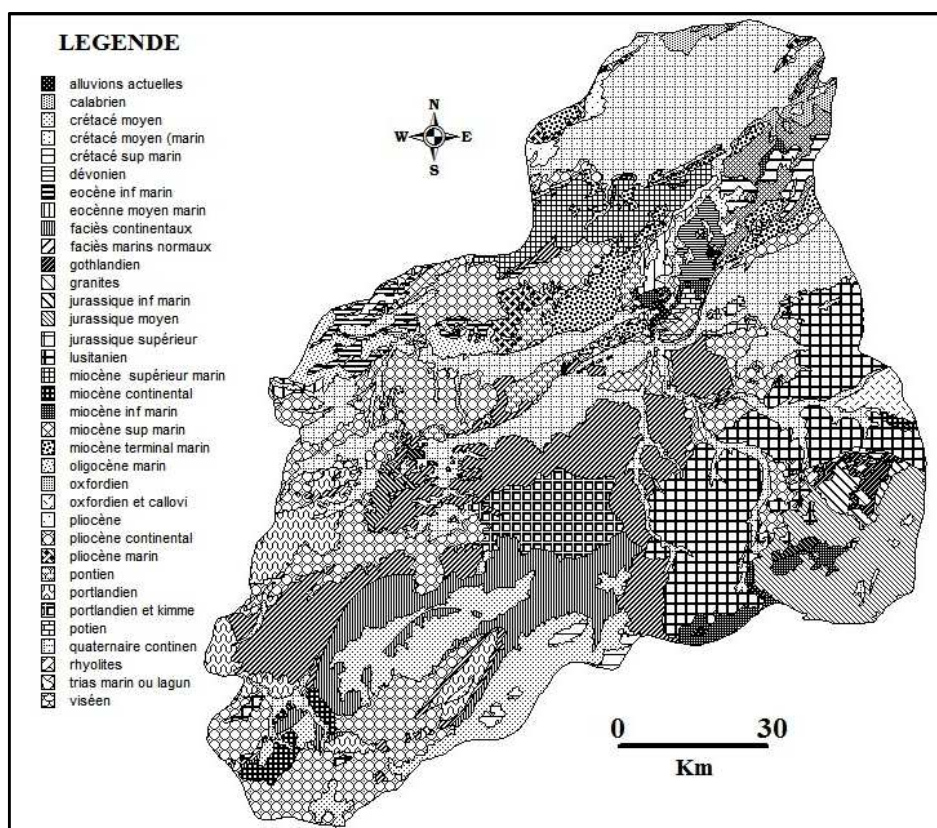 LEGENDE
alluvions actuelles
calabrien
crétacé moyen
crétacé moyen (marin
crétacé sup marin
dévonien
eocène inf marin
eocènne moyen marin
faciès continentaux
faciès marins normaux
gothlandien
granites
jurassique inf marin
jurassique moyen
jurassique supérieur
lusitanien
miocène supérieur marin
miocène continental
miocène inf marin
miocène sup marin
miocène terminal marin
oligocène marin
oxfordien
oxfordien et callovi
pliocène
pliocène continental
pliocène marin
pontien
portlandien
portlandien et kimme
potien
quaternaire continen
rhyolites
trias marin ou lagun
viséen
N
W E
S
0 30
Km